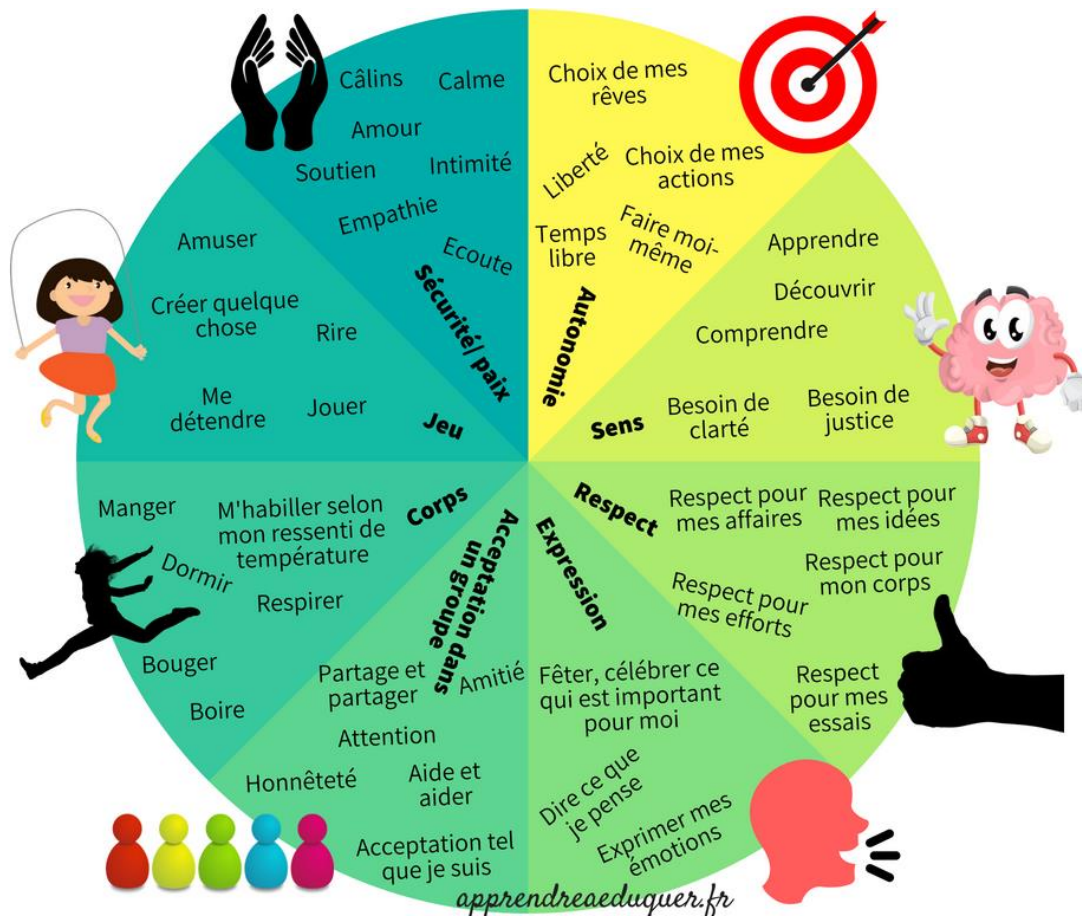 Câlins
Calme
Amour
Soutien
Intimité
Empathie
Ecoute
Sécurité/ paix
Choix de mes
rêves
Liberté
Choix de mes
actions
Temps
libre
Faire moi-
même
Autonomie
Apprendre
Découvrir
Comprendre
Besoin de
clarté
Besoin de
justice
Sens
Respect
Respect pour
mes affaires
Respect pour
mes idées
Respect pour
mon corps
Respect pour
mes efforts
Respect
pour mes
essais
Expression
Fêter, célébrer ce
qui est important
pour moi
Dire ce que
je pense
Exprimer mes
émotions
Acceptation dans
un groupe
Partage et
partager
Amitié
Attention
Honnêteté
Aide et
aider
Acceptation tel
que je suis
Corps
Manger
M'habiller selon
mon ressenti de
température
Dormir
Respirer
Bouger
Boire
Jeu
Amuser
Créer quelque
chose
Rire
Me
détendre
Jouer
apprendreaeduquer.fr